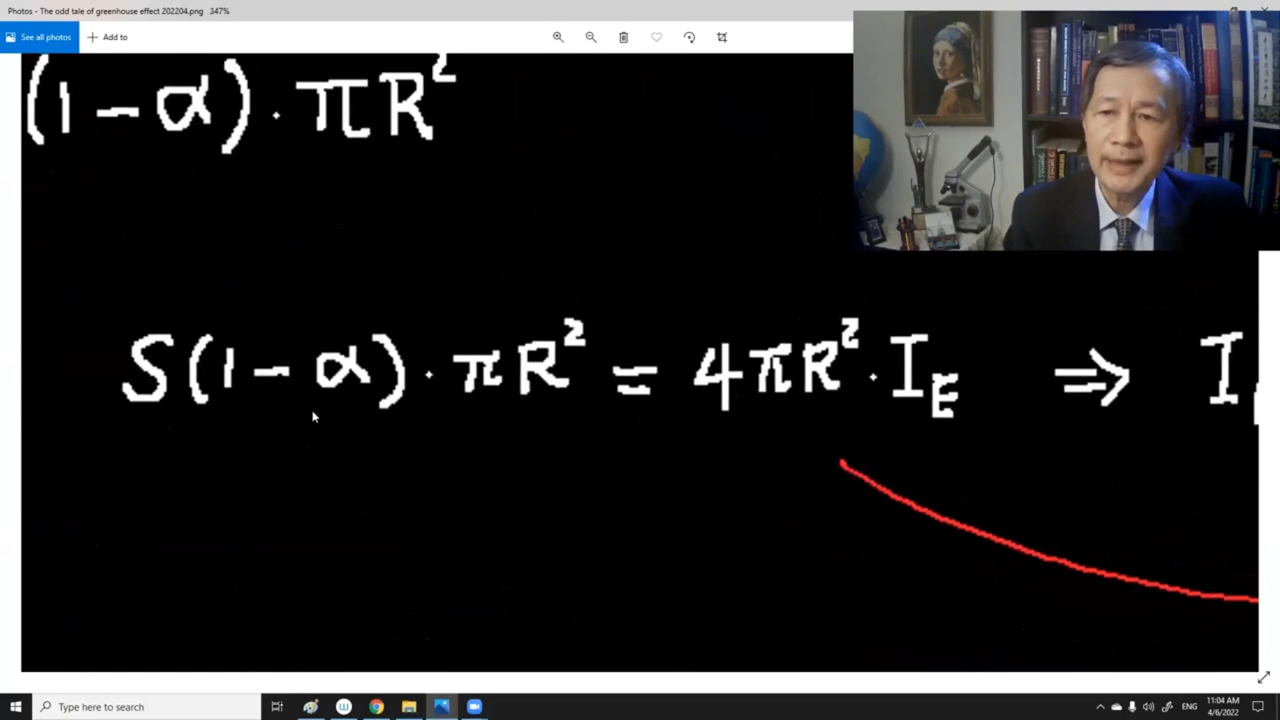 Photos - The odd tale of greenhouse effect 202204.png 347%
See all photos
Add to
(1 - α) · πR²
S(1 - α) · πR² = 4πR² · I_E ⇒ I
Type here to search
ENG
11:04 AM
4/6/2022